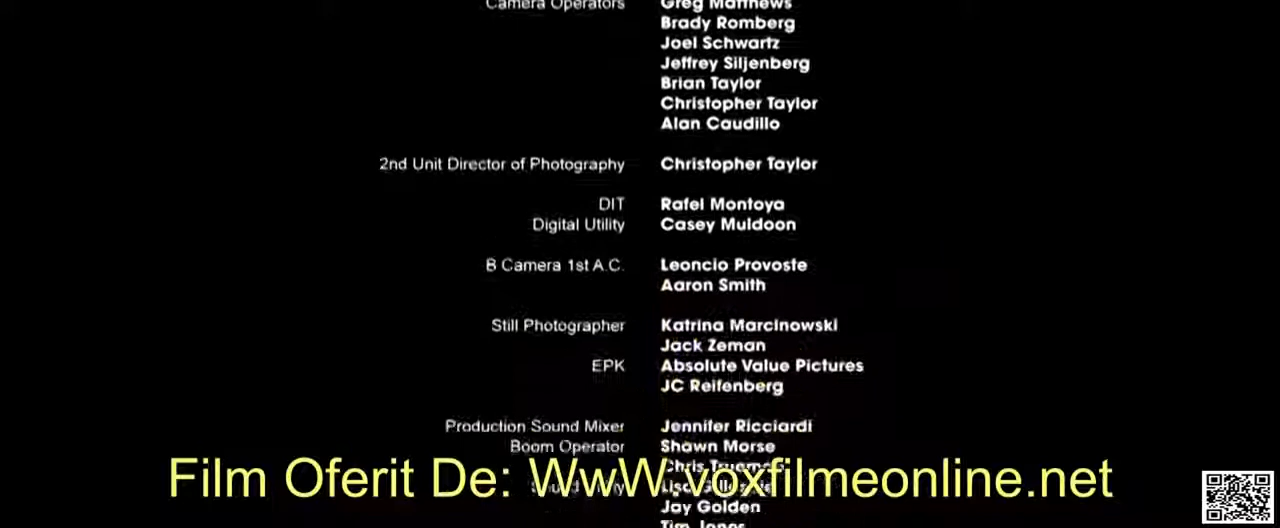 Camera Operators Greg Matthews
Brady Romberg
Joel Schwartz
Jeffrey Siljenberg
Brian Taylor
Christopher Taylor
Alan Caudillo
2nd Unit Director of Photography Christopher Taylor
DIT Rafel Montoya
Digital Utility Casey Muldoon
B Camera 1st A.C. Leoncio Provoste
Aaron Smith
Still Photographer Katrina Marcinowski
Jack Zeman
EPK Absolute Value Pictures
JC Reifenberg
Production Sound Mixer Jennifer Ricciardi
Boom Operator Shawn Morse
Chris
Film Oferit De: WwW.voxfilmeonline.net
Jay Golden
Tim Jones